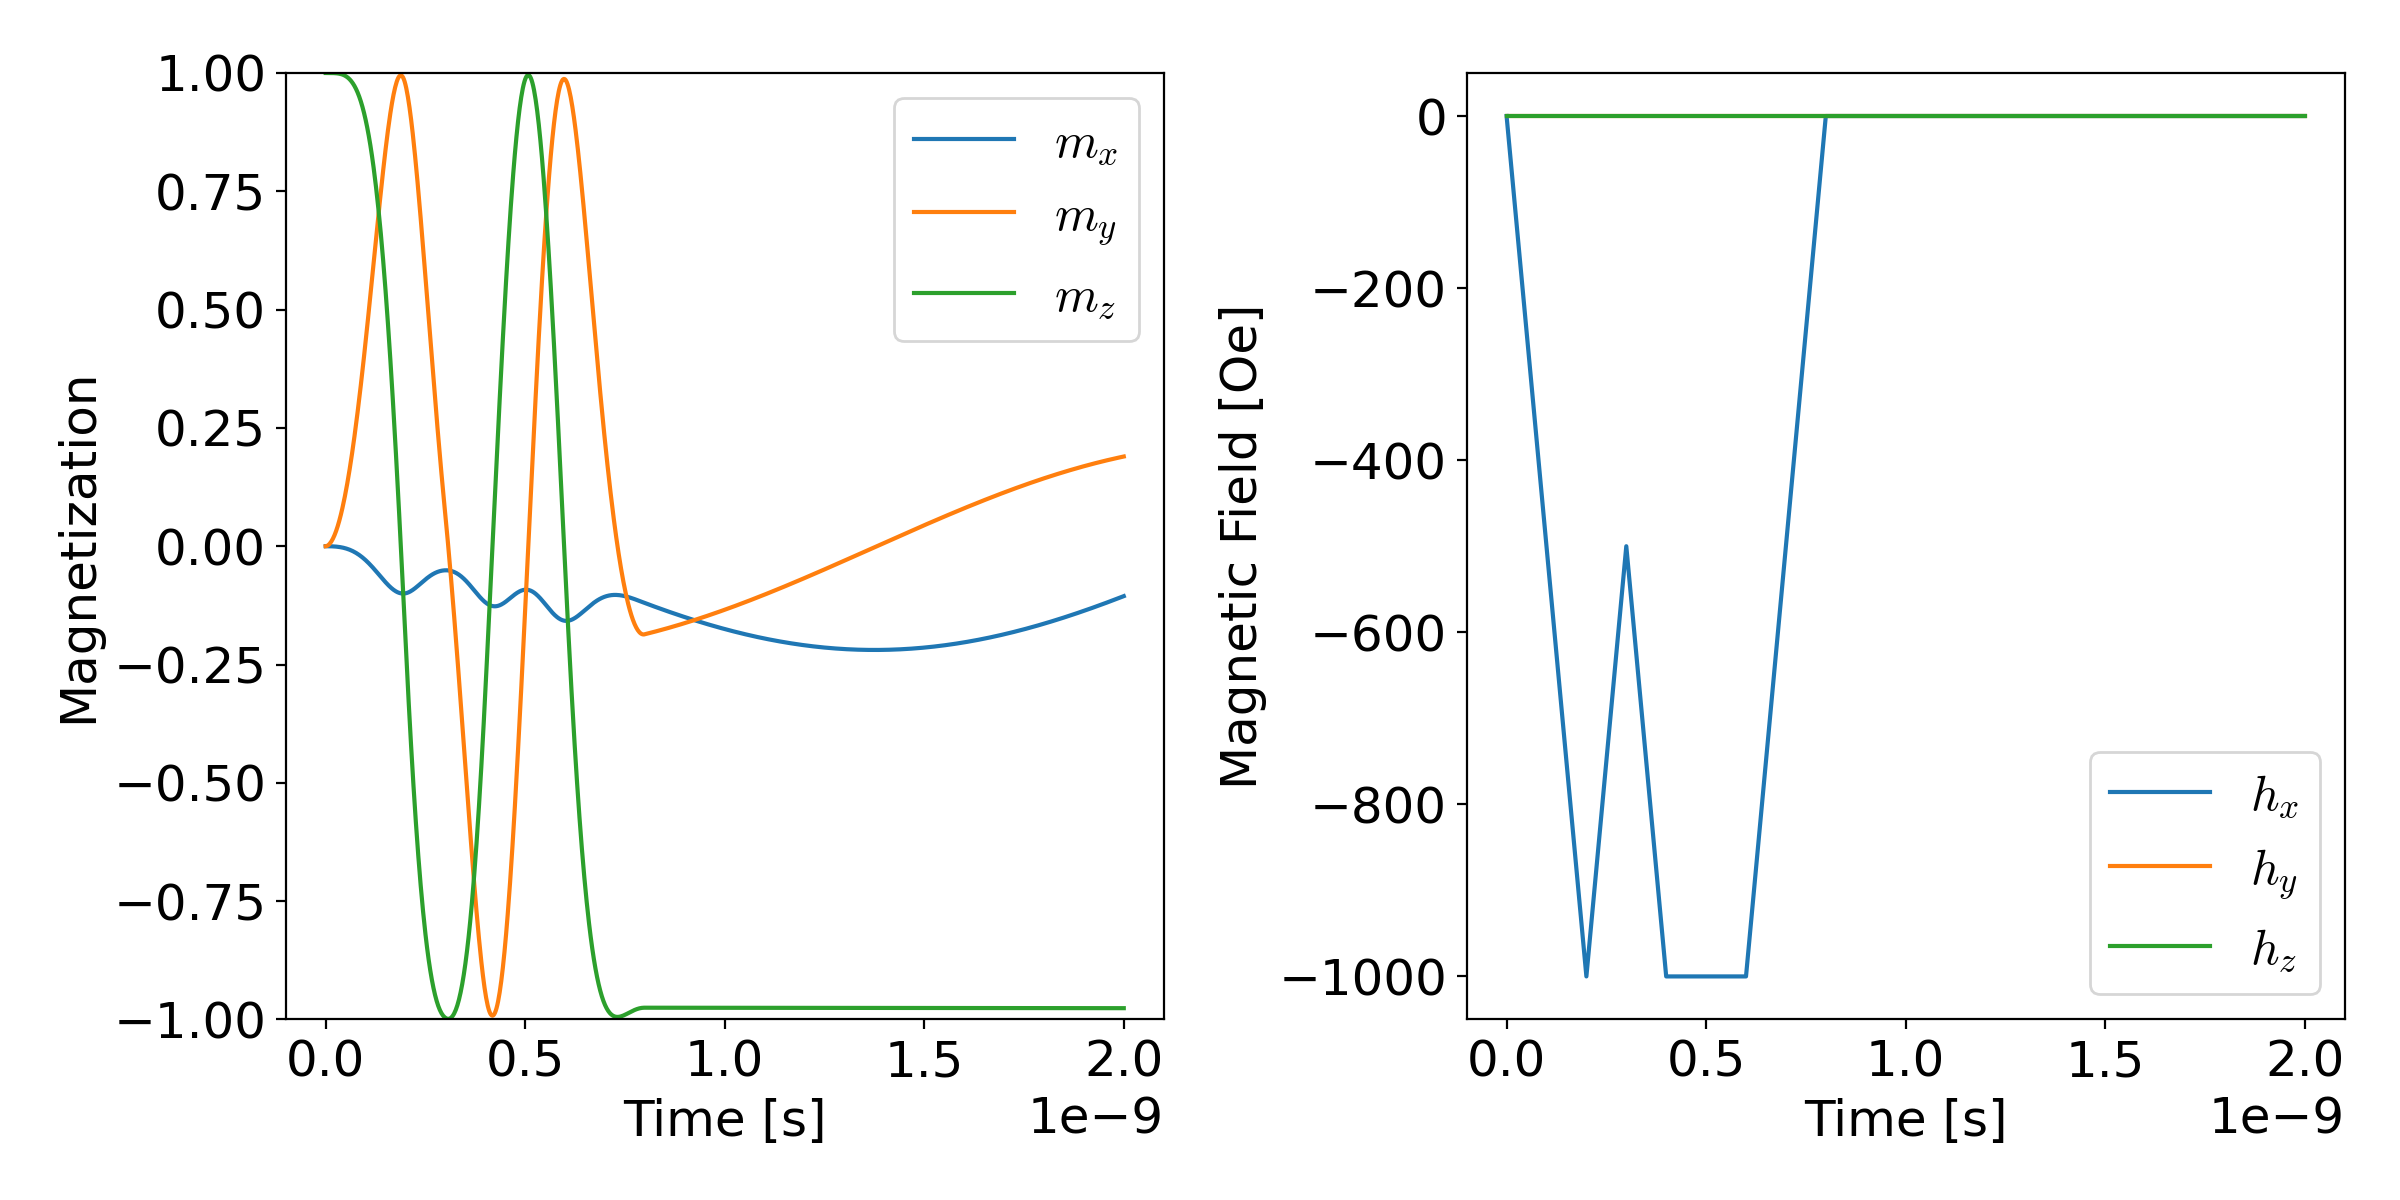 1.00
0.75
0.50
0.25
0.00
−0.25
−0.50
−0.75
−1.00
Magnetization
0.0 0.5 1.0 1.5 2.0
Time [s]
1e−9
m_x
m_y
m_z
0
−200
−400
−600
−800
−1000
Magnetic Field [Oe]
0.0 0.5 1.0 1.5 2.0
Time [s]
1e−9
h_x
h_y
h_z